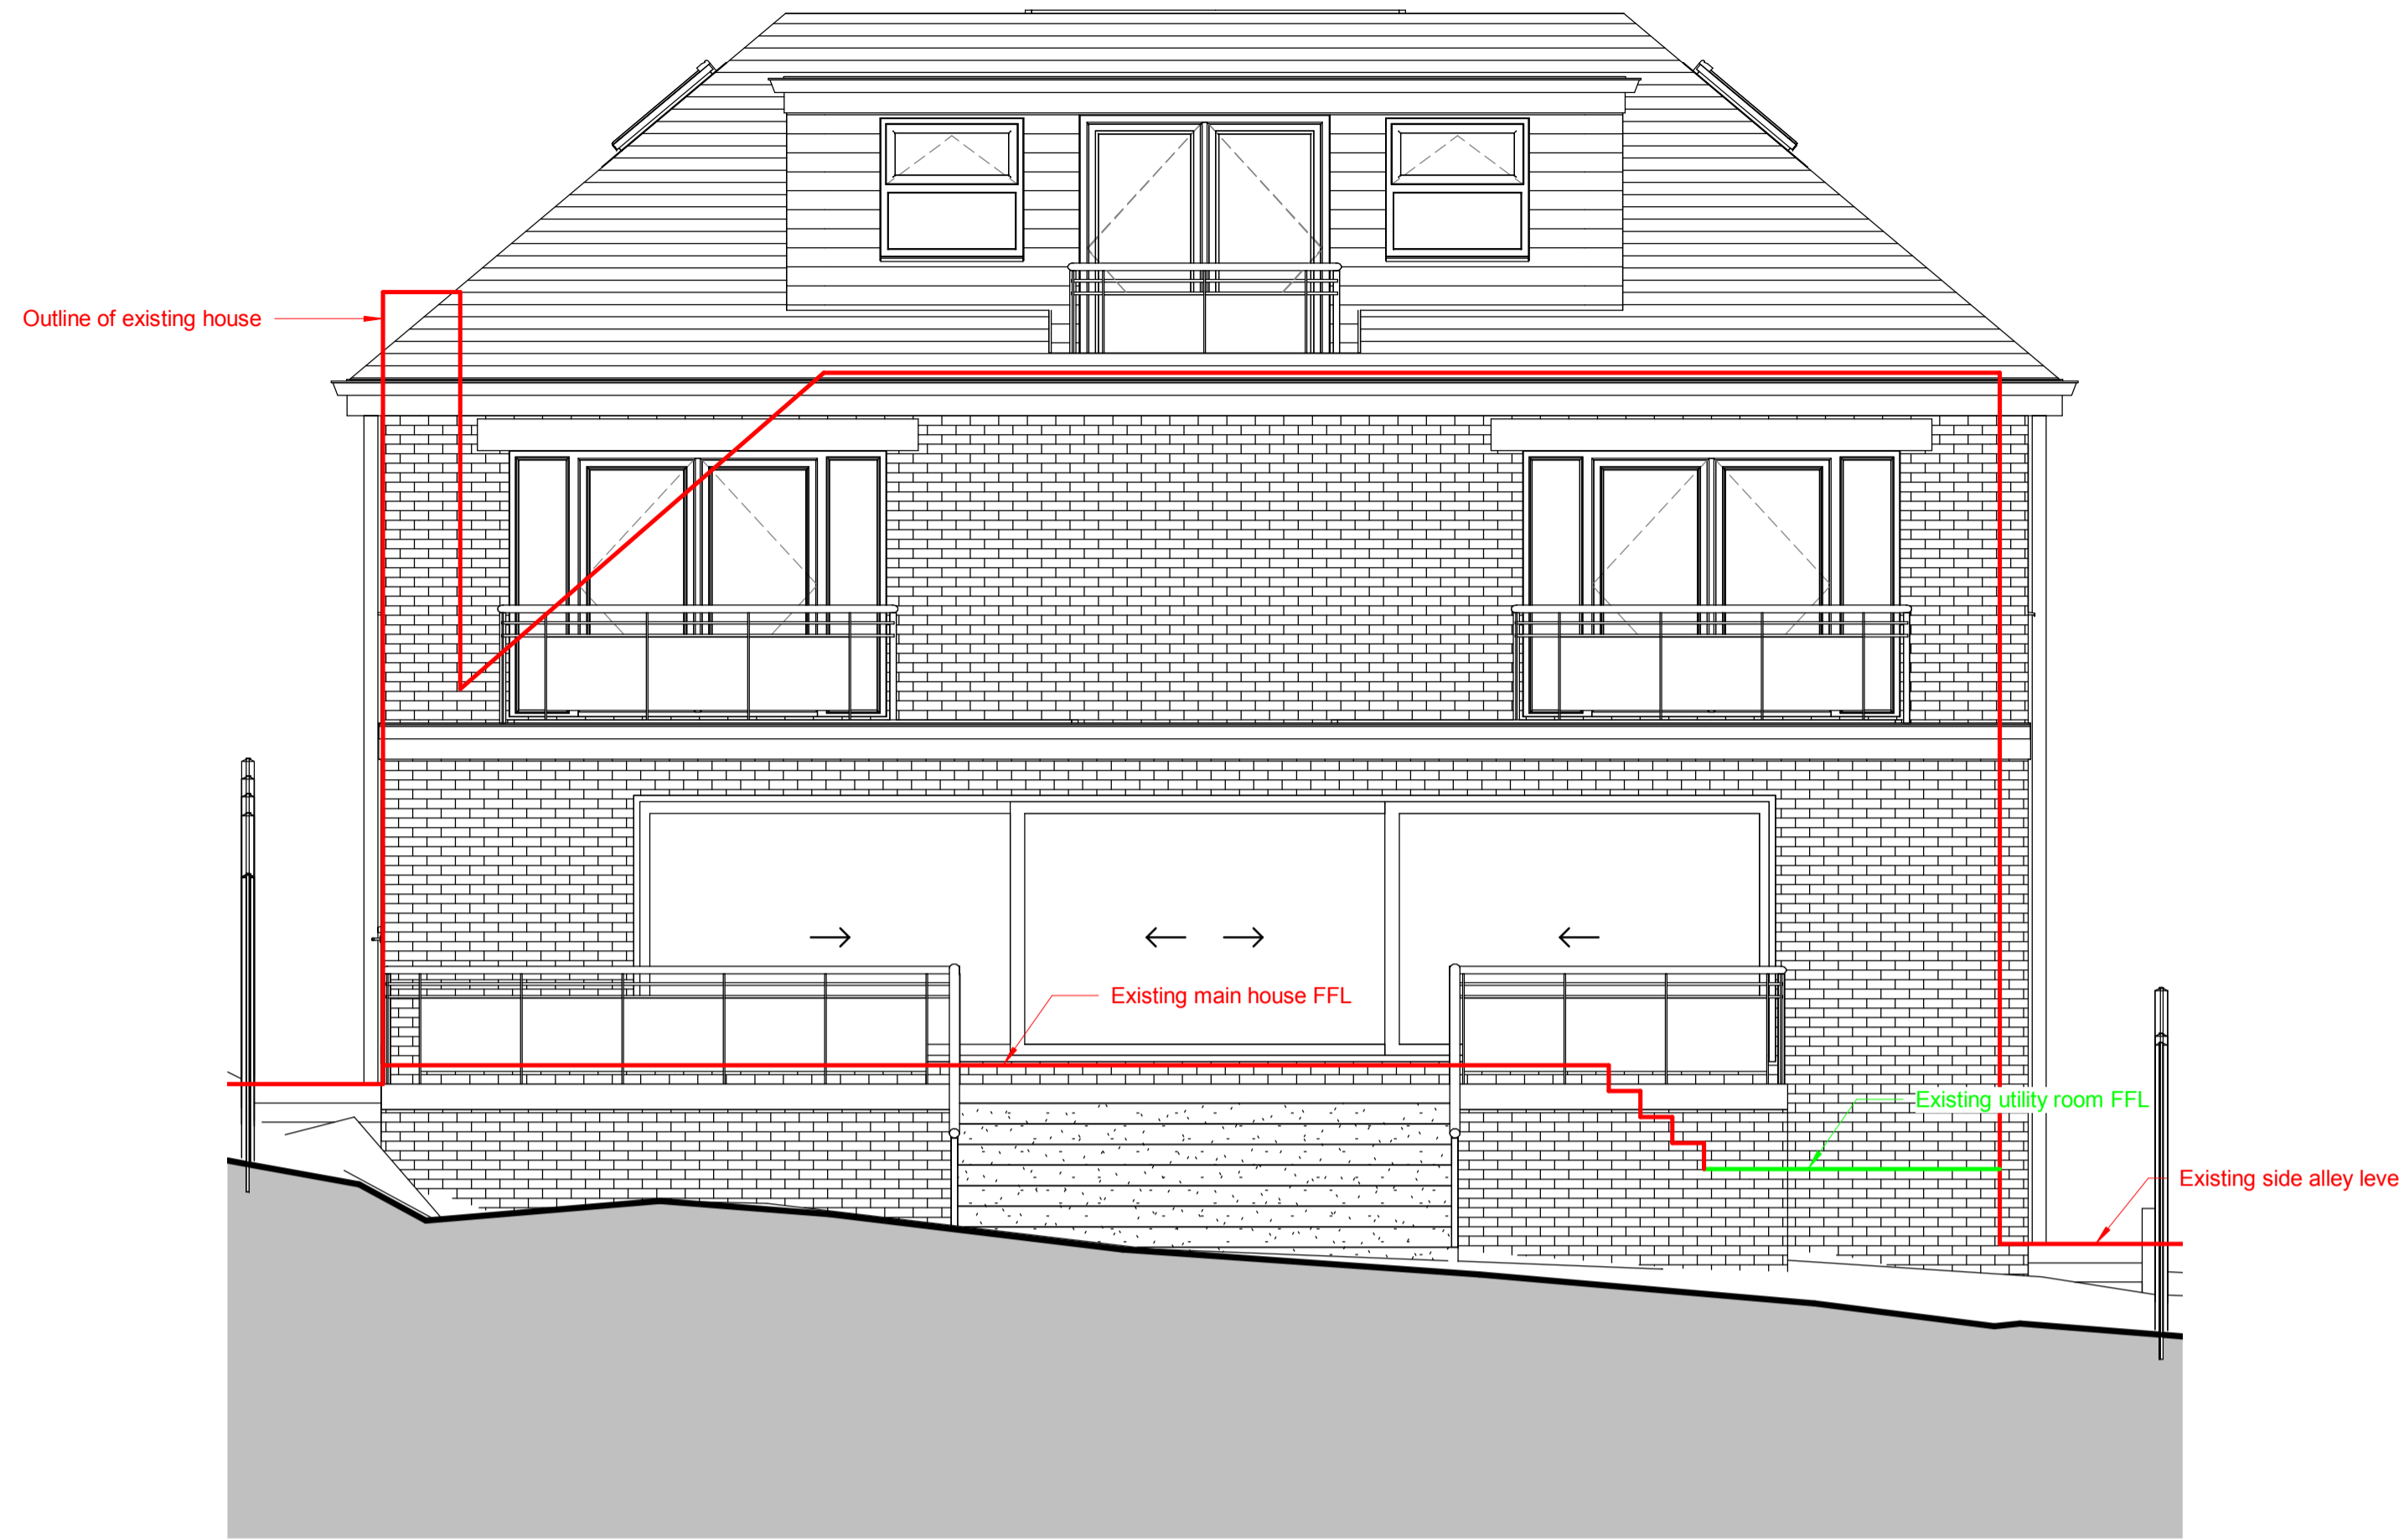 Outline of existing house
Existing main house FFL
Existing utility room FFL
Existing side alley leve